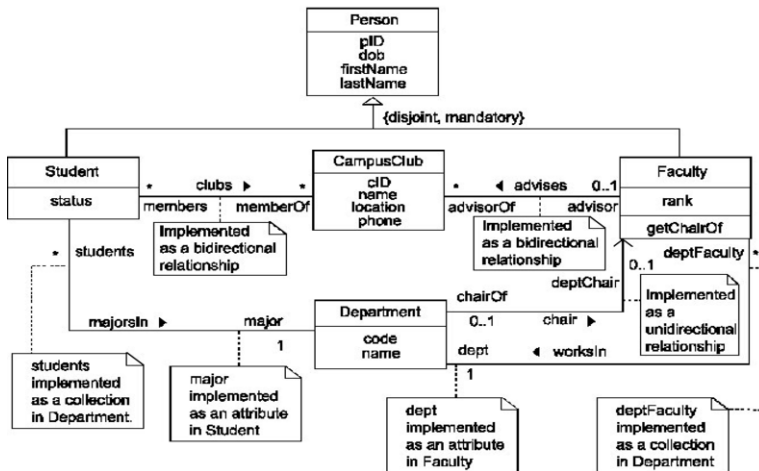 Person
pID
dob
firstName
lastName
{disjoint, mandatory}
Student
status
* clubs ► *
members memberOf
CampusClub
cID
name
location
phone
* ◄ advises 0..1
advisorOf advisor
Faculty
rank
getChairOf
Implemented
as a bidirectional
relationship
Implemented
as a bidirectional
relationship
* students
0..1
deptChair
deptFaculty *
Implemented
as a
unidirectional
relationship
majorsIn ► major
1
Department
code
name
chairOf
0..1 chair ►
dept ◄ worksIn
1
students
implemented
as a collection
in Department.
major
implemented
as an attribute
in Student
dept
implemented
as an attribute
in Faculty
deptFaculty
implemented
as a collection
in Department